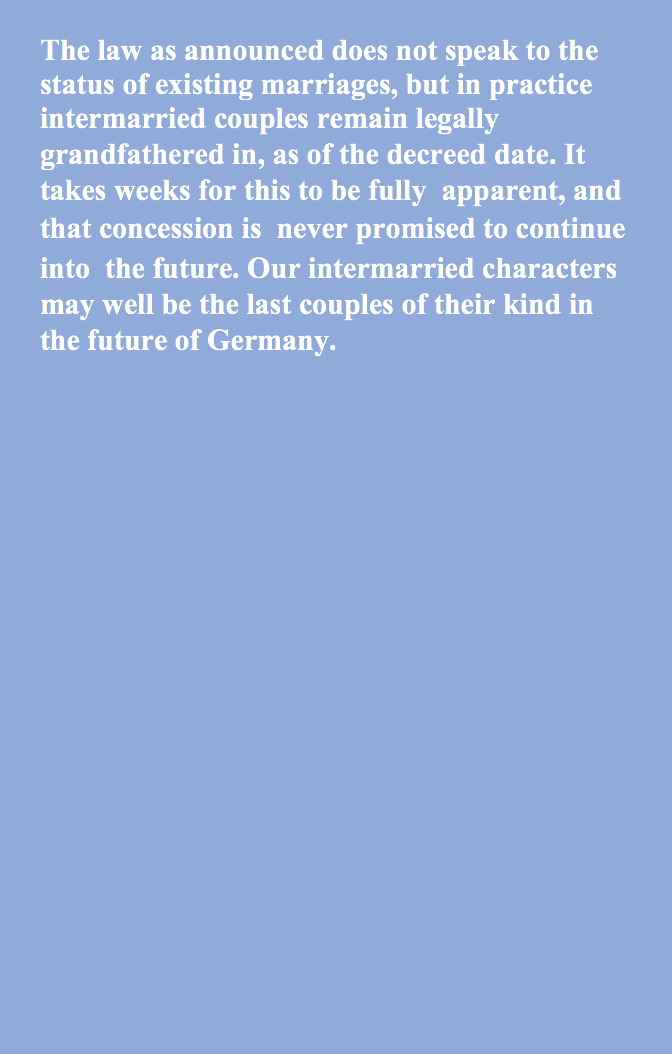 The law as announced does not speak to the
status of existing marriages, but in practice
intermarried couples remain legally
grandfathered in, as of the decreed date. It
takes weeks for this to be fully  apparent, and
that concession is  never promised to continue
into  the future. Our intermarried characters
may well be the last couples of their kind in
the future of Germany.